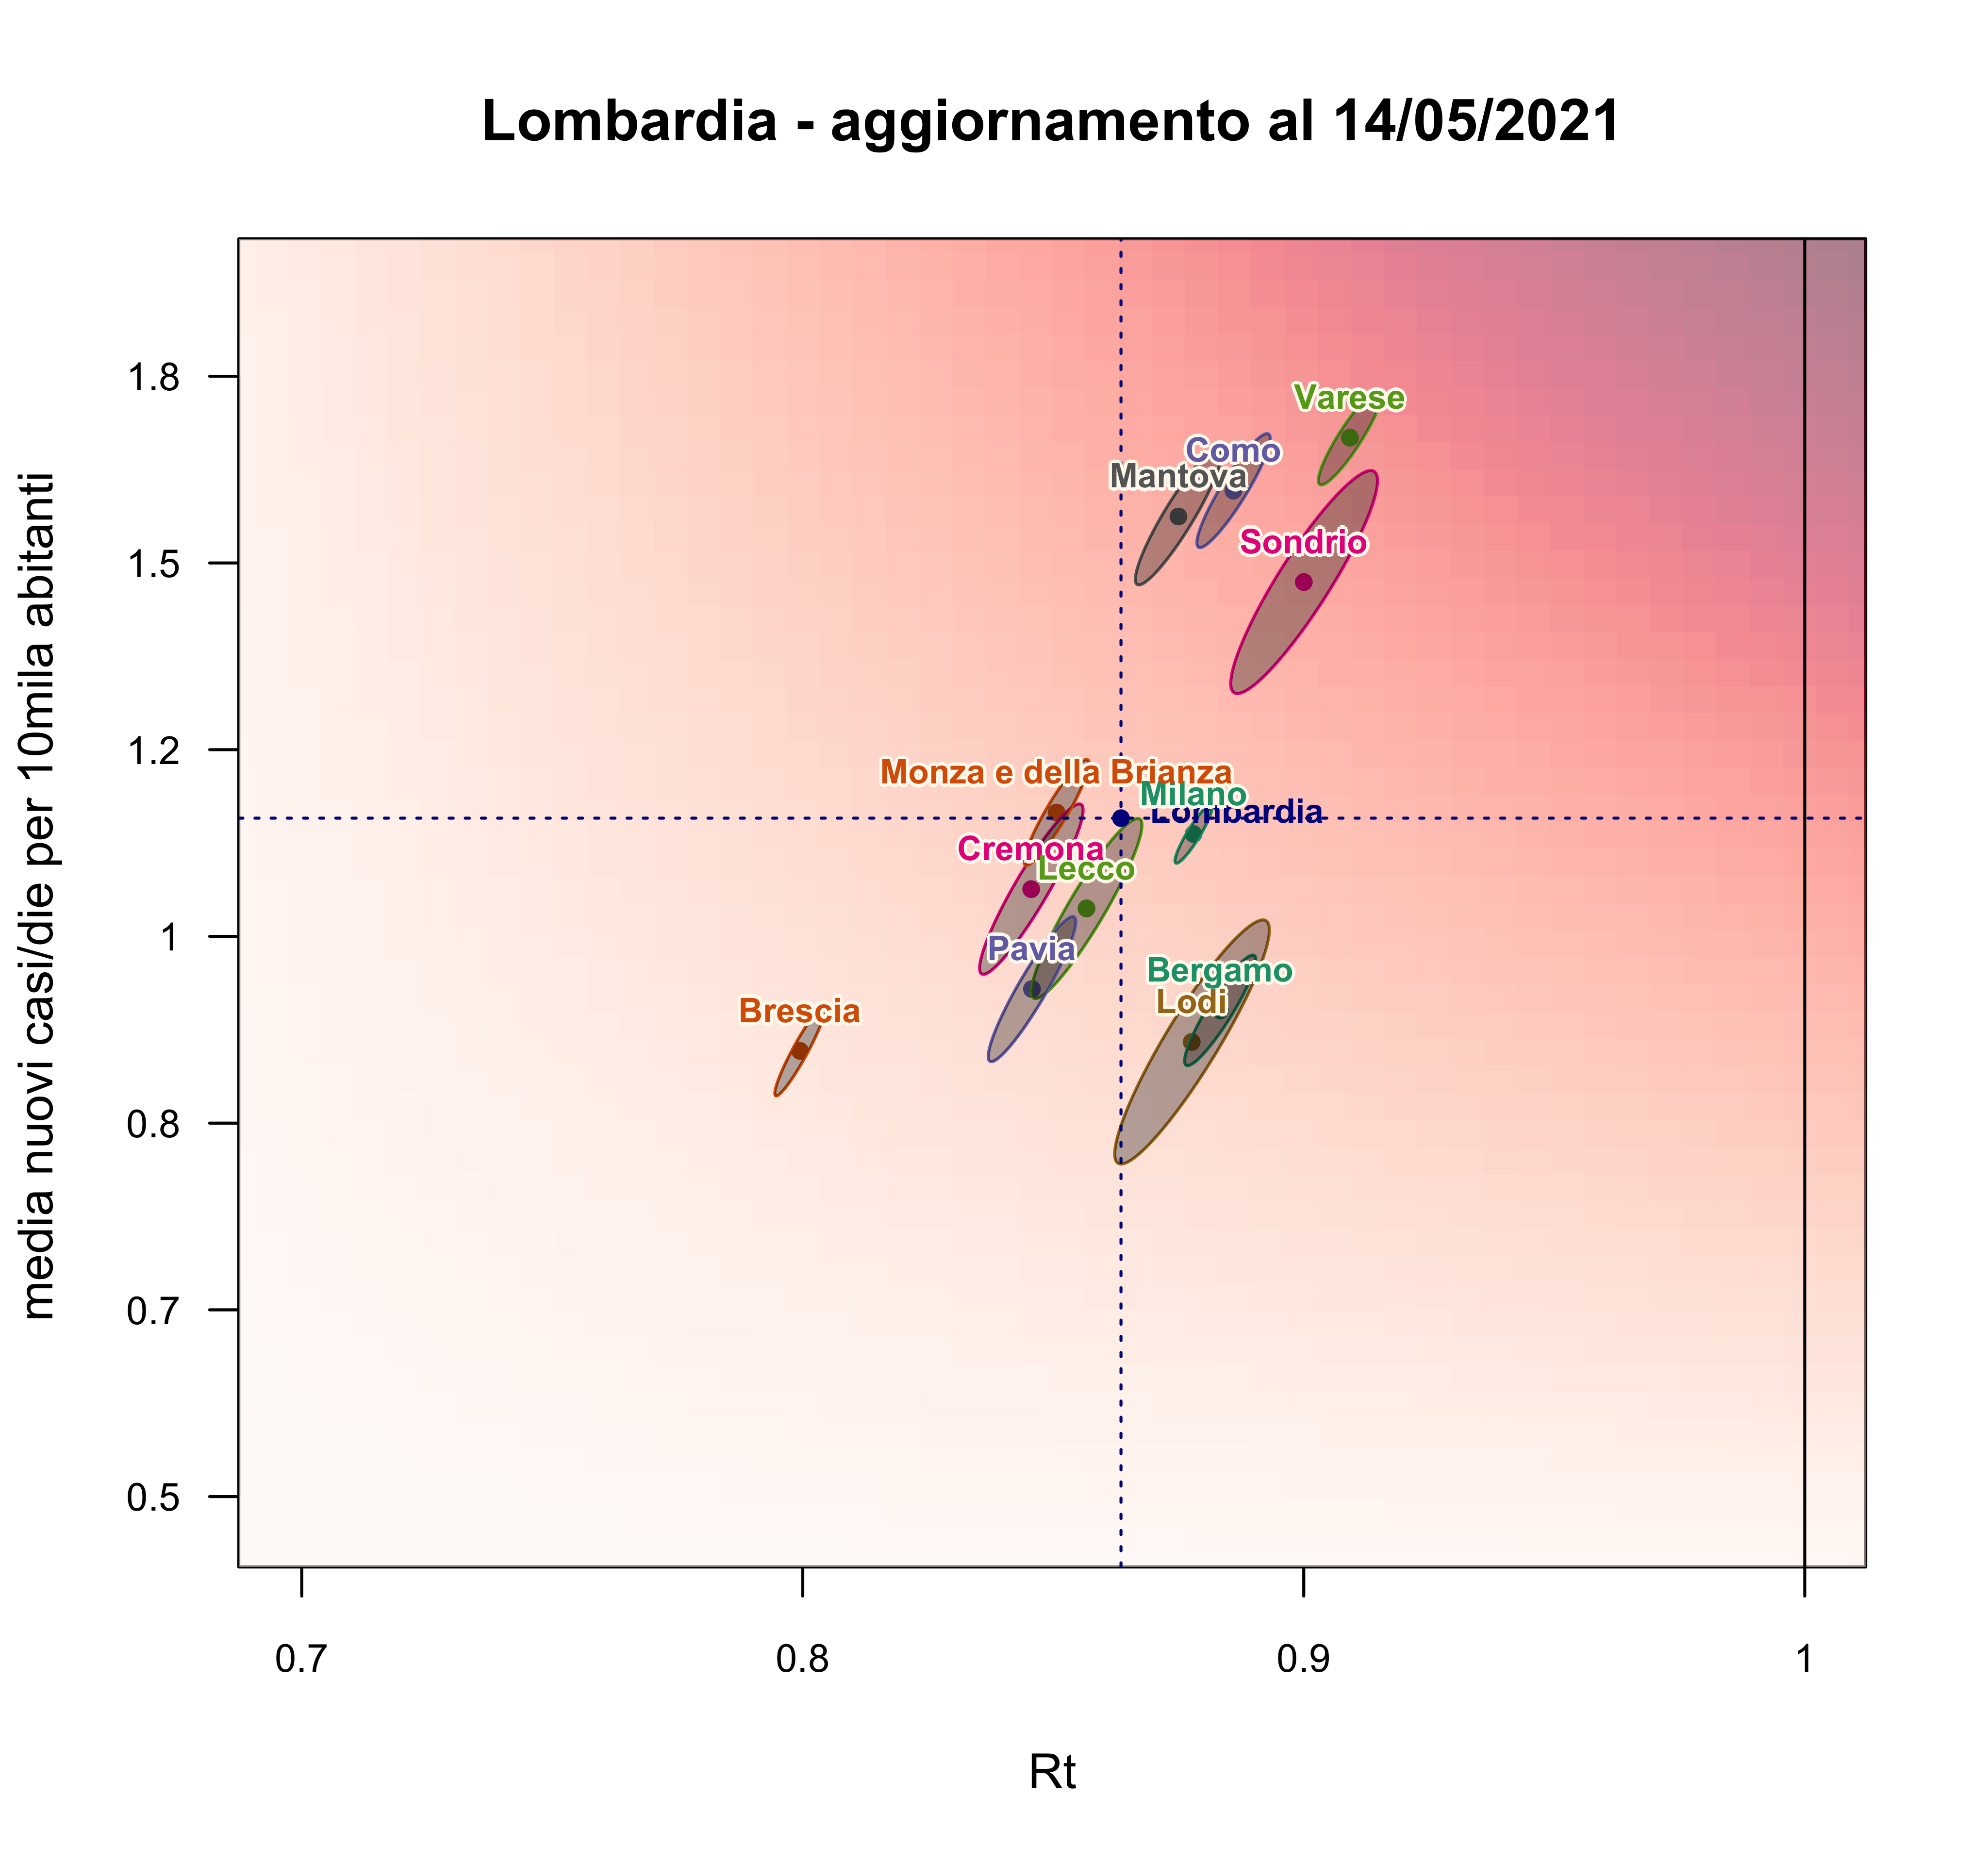 Lombardia - aggiornamento al 14/05/2021
media nuovi casi/die per 10mila abitanti
1.8
1.5
1.2
1
0.8
0.7
0.5
Varese
Como
Mantova
Sondrio
Monza e della Brianza
Milano
Lombardia
Cremona
Lecco
Pavia
Bergamo
Lodi
Brescia
0.7
0.8
0.9
1
Rt